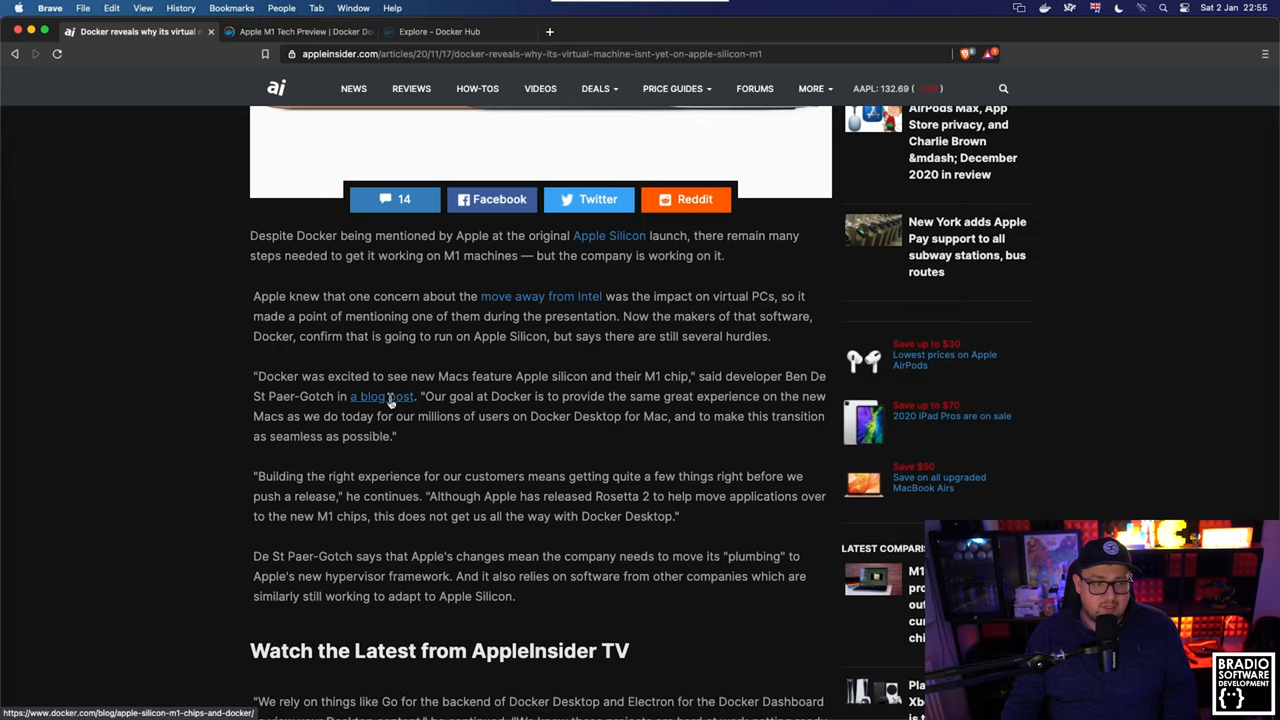 Brave File Edit View History Bookmarks People Tab Window Help
Sat 2 Jan 22:55
Docker reveals why its virtual
Apple M1 Tech Preview | Docker Do
Explore - Docker Hub
appleinsider.com/articles/20/11/17/docker-reveals-why-its-virtual-machine-isnt-yet-on-apple-silicon-m1
ai
NEWS REVIEWS HOW-TOS VIDEOS DEALS PRICE GUIDES FORUMS MORE AAPL: 132.69 (
14
Facebook
Twitter
Reddit
Despite Docker being mentioned by Apple at the original Apple Silicon launch, there remain many
steps needed to get it working on M1 machines — but the company is working on it.
Apple knew that one concern about the move away from Intel was the impact on virtual PCs, so it
made a point of mentioning one of them during the presentation. Now the makers of that software,
Docker, confirm that is going to run on Apple Silicon, but says there are still several hurdles.
"Docker was excited to see new Macs feature Apple silicon and their M1 chip," said developer Ben De
St Paer-Gotch in a blog post. "Our goal at Docker is to provide the same great experience on the new
Macs as we do today for our millions of users on Docker Desktop for Mac, and to make this transition
as seamless as possible."
"Building the right experience for our customers means getting quite a few things right before we
push a release," he continues. "Although Apple has released Rosetta 2 to help move applications over
to the new M1 chips, this does not get us all the way with Docker Desktop."
De St Paer-Gotch says that Apple's changes mean the company needs to move its "plumbing" to
Apple's new hypervisor framework. And it also relies on software from other companies which are
similarly still working to adapt to Apple Silicon.
Watch the Latest from AppleInsider TV
"We rely on things like Go for the backend of Docker Desktop and Electron for the Docker Dashboard
https://www.docker.com/blog/apple-silicon-m1-chips-and-docker/
AirPods Max, App
Store privacy, and
Charlie Brown
&mdash; December
2020 in review
New York adds Apple
Pay support to all
subway stations, bus
routes
Save up to $30
Lowest prices on Apple
AirPods
Save up to $70
2020 iPad Pros are on sale
Save $50
Save on all upgraded
MacBook Airs
LATEST COMPARI
M1
pro
out
cur
chi
Pla
Xb
BRADIO
SOFTWARE
DEVELOPMENT
{}